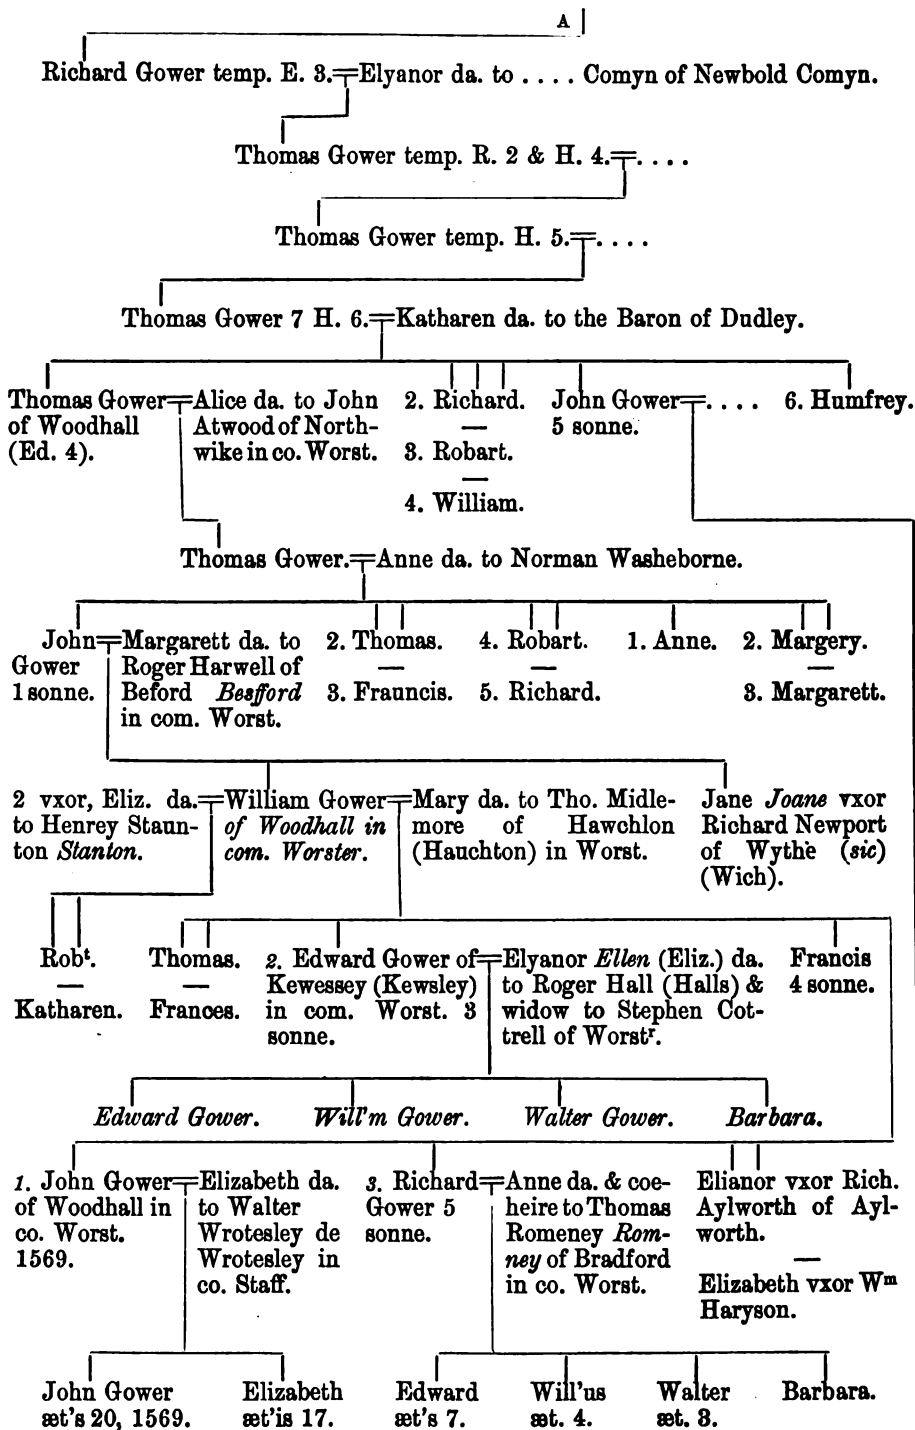 A
Richard Gower temp. E. 3.=Elyanor da. to . . . . Comyn of Newbold Comyn.
Thomas Gower temp. R. 2 & H. 4.=. . . .
Thomas Gower temp. H. 5.=. . . .
Thomas Gower 7 H. 6.=Katharen da. to the Baron of Dudley.
Thomas Gower=
of Woodhall
(Ed. 4).
Alice da. to John
Atwood of North-
wike in co. Worst.
2. Richard.
—
3. Robart.
—
4. William.
John Gower=. . . .
5 sonne.
6. Humfrey.
Thomas Gower.=Anne da. to Norman Washeborne.
John=
Gower
1 sonne.
Margarett da. to
Roger Harwell of
Beford Besfford
in com. Worst.
2. Thomas.
—
3. Frauncis.
4. Robart.
—
5. Richard.
1. Anne.
2. Margery.
—
3. Margarett.
2 vxor, Eliz. da.=
to Henrey Staun-
ton Stanton.
William Gower=
of Woodhall in
com. Worster.
Mary da. to Tho. Midle-
more of Hawchlon
(Hauchton) in Worst.
Jane Joane vxor
Richard Newport
of Wythe (sic)
(Wich).
Robt.
—
Katharen.
Thomas.
—
Frances.
2. Edward Gower of=
Kewessey (Kewsley)
in com. Worst. 3
sonne.
Elyanor Ellen (Eliz.) da.
to Roger Hall (Halls) &
widow to Stephen Cot-
trell of Worstr.
Francis
4 sonne.
Edward Gower.
Will'm Gower.
Walter Gower.
Barbara.
1. John Gower=
of Woodhall in
co. Worst.
1569.
Elizabeth da.
to Walter
Wrotesley de
Wrotesley in
co. Staff.
3. Richard=
Gower 5
sonne.
Anne da. & coe-
heire to Thomas
Romeney Rom-
ney of Bradford
in co. Worst.
Elianor vxor Rich.
Aylworth of Ayl-
worth.
—
Elizabeth vxor Wm
Haryson.
John Gower
æt's 20, 1569.
Elizabeth
æt'is 17.
Edward
æt's 7.
Will'us
æt. 4.
Walter
æt. 3.
Barbara.